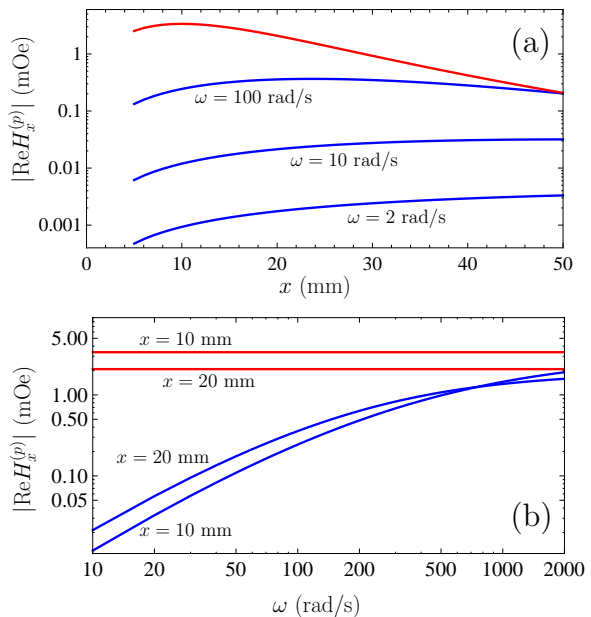 (a)
|ReH_x^{(p)}| (mOe)
1
0.1
0.01
0.001
ω = 100 rad/s
ω = 10 rad/s
ω = 2 rad/s
0 10 20 30 40 50
x (mm)
|ReH_x^{(p)}| (mOe)
5.00
1.00
0.50
0.10
0.05
x = 10 mm
x = 20 mm
x = 20 mm
x = 10 mm
(b)
10 20 50 100 200 500 1000 2000
ω (rad/s)